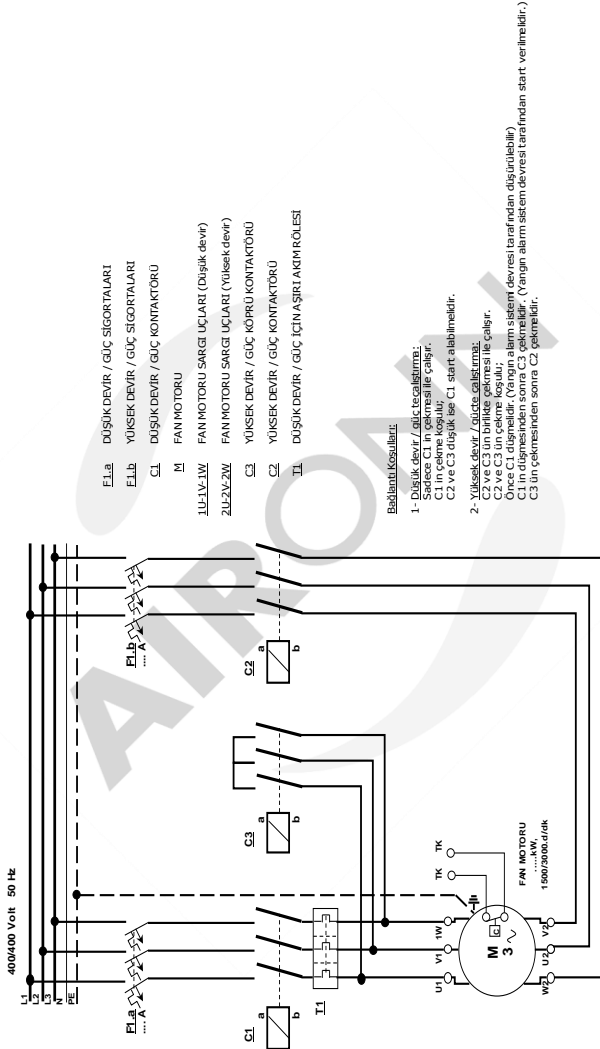 400/400 Volt 50 Hz
L1
L2
L3
N
PE
F1.a
.... A
F1.b
.... A
C1
a
b
C3
a
b
C2
a
b
T1
U1
V1
1W
TK
TK
M
3
C
W2
U2
V2
FAN MOTORU
.....kW,
1500/3000.d/dk
F1.a DÜŞÜK DEVİR / GÜÇ SİGORTALARI
F1.b YÜKSEK DEVİR / GÜÇ SİGORTALARI
C1 DÜŞÜK DEVİR / GÜÇ KONTAKTÖRÜ
M FAN MOTORU
1U-1V-1W FAN MOTORU SARGI UÇLARI (Düşük devir)
2U-2V-2W FAN MOTORU SARGI UÇLARI (Yüksek devir)
C3 YÜKSEK DEVİR / GÜÇ KÖPRÜ KONTAKTÖRÜ
C2 YÜKSEK DEVİR / GÜÇ KONTAKTÖRÜ
T1 DÜŞÜK DEVİR / GÜÇ İÇİN AŞIRI AKIM RÖLESİ
Bağlantı Koşulları:
1- Düşük devir / güçte çalıştırma:
Sadece C1 in çekmesi ile çalışır.
C1 in çekme koşulu;
C2 ve C3 düşük ise C1 start alabilmelidir.
2- Yüksek devir / güçte çalıştırma:
C2 ve C3 ün birlikte çekmesi ile çalışır.
C2 ve C3 ün çekme koşulu;
Önce C1 düşmelidir. (Yangın alarm sistemi devresi tarafından düşürülebilir)
C1 in düşmesinden sonra C3 çekmelidir. (Yangın alarm sistem devresi tarafından start verilmelidir.)
C3 ün çekmesinden sonra C2 çekmelidir.
AIRONN